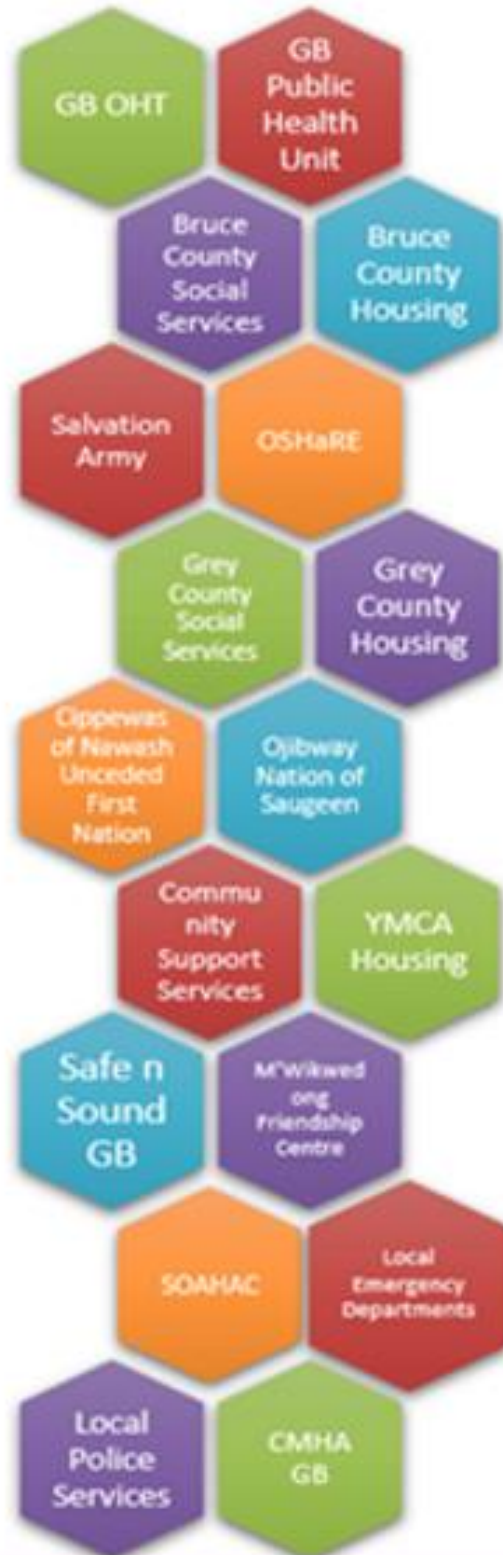 GB OHT
GB
Public
Health
Unit
Bruce
County
Social
Services
Bruce
County
Housing
Salvation
Army
OSHaRE
Grey
County
Social
Services
Grey
County
Housing
Cippewas
of Nawash
Unceded
First
Nation
Ojibway
Nation of
Saugeen
Commu
nity
Support
Services
YMCA
Housing
Safe n
Sound
GB
M'Wikwed
ong
Friendship
Centre
SOAHAC
Local
Emergency
Departments
Local
Police
Services
CMHA
GB